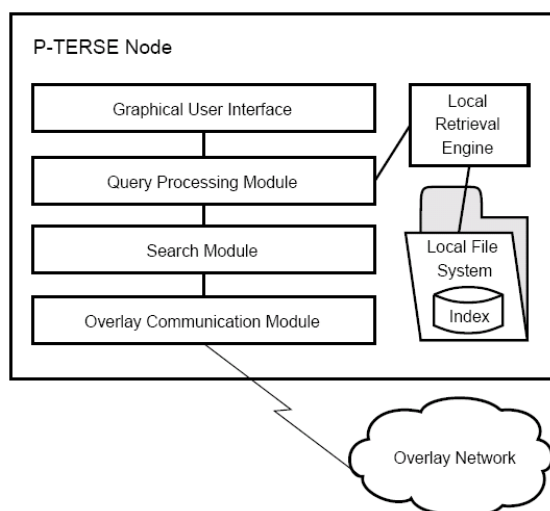 P-TERSE Node
Graphical User Interface
Query Processing Module
Search Module
Overlay Communication Module
Local
Retrieval
Engine
Local File
System
Index
Overlay Network